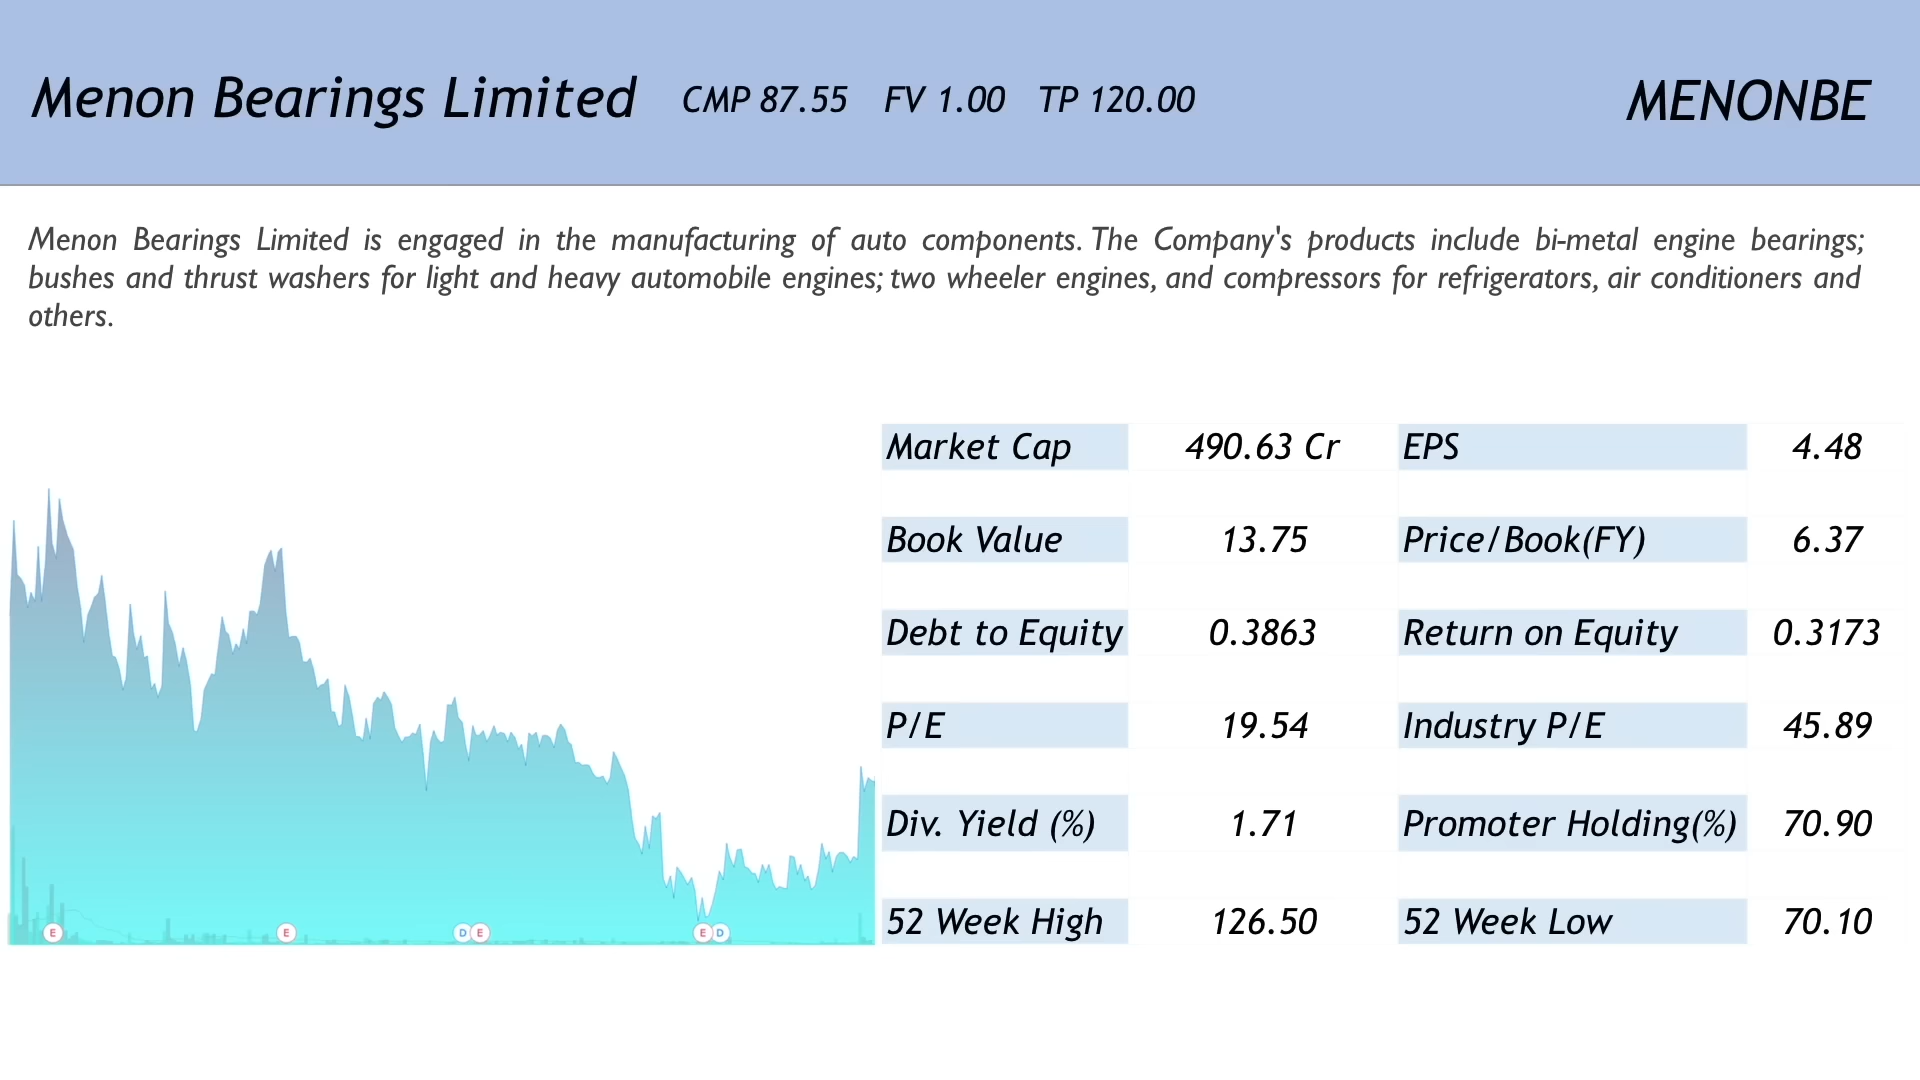 Menon Bearings Limited CMP 87.55 FV 1.00 TP 120.00 MENONBE
Menon Bearings Limited is engaged in the manufacturing of auto components. The Company's products include bi-metal engine bearings;
bushes and thrust washers for light and heavy automobile engines; two wheeler engines, and compressors for refrigerators, air conditioners and
others.
Market Cap 490.63 Cr EPS 4.48
Book Value 13.75 Price/Book(FY) 6.37
Debt to Equity 0.3863 Return on Equity 0.3173
P/E 19.54 Industry P/E 45.89
Div. Yield (%) 1.71 Promoter Holding(%) 70.90
52 Week High 126.50 52 Week Low 70.10
E E D E E D